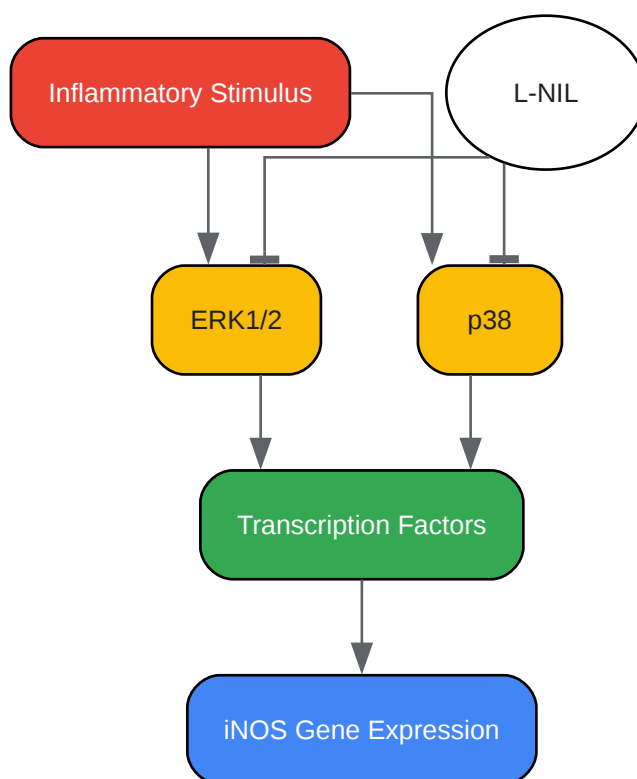 Inflammatory Stimulus
L-NIL
ERK1/2
p38
Transcription Factors
iNOS Gene Expression